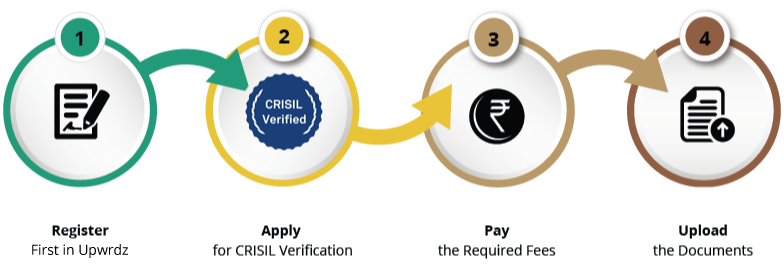 1
2
3
4
CRISIL
Verified
Register
First in Upwrdz
Apply
for CRISIL Verification
Pay
the Required Fees
Upload
the Documents